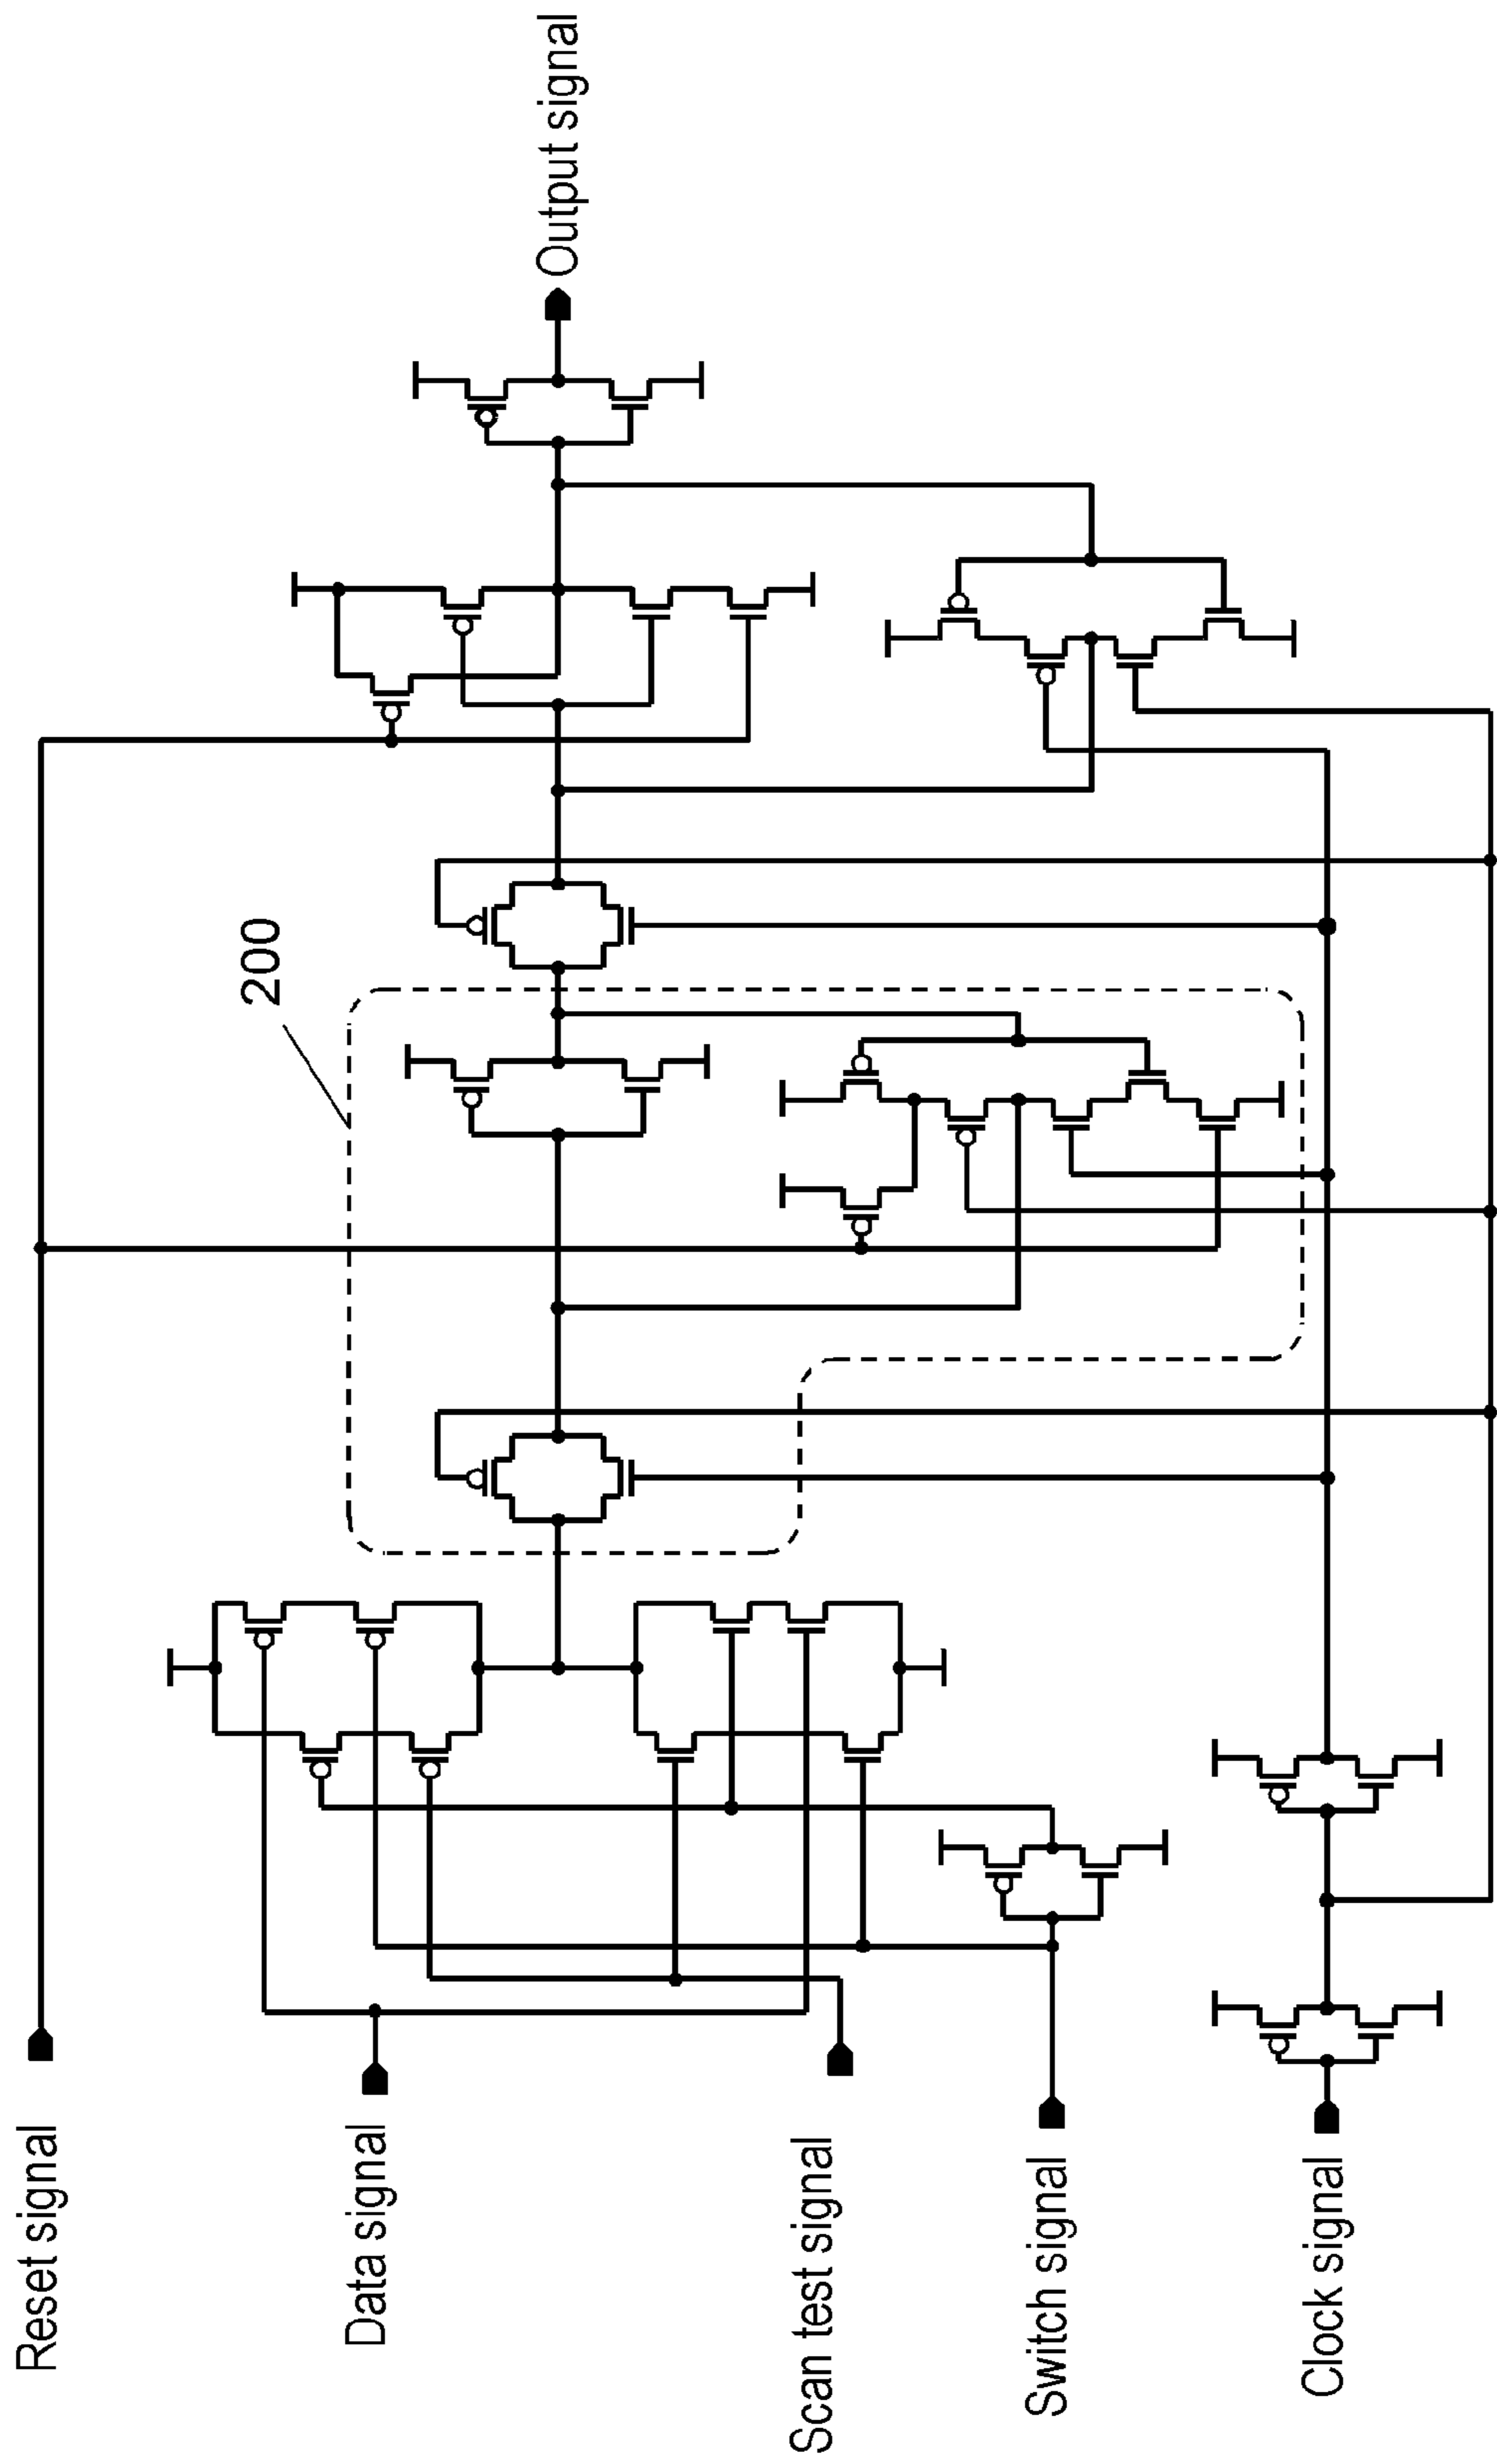 Reset signal
Data signal
Scan test signal
Switch signal
Clock signal
200
Output signal